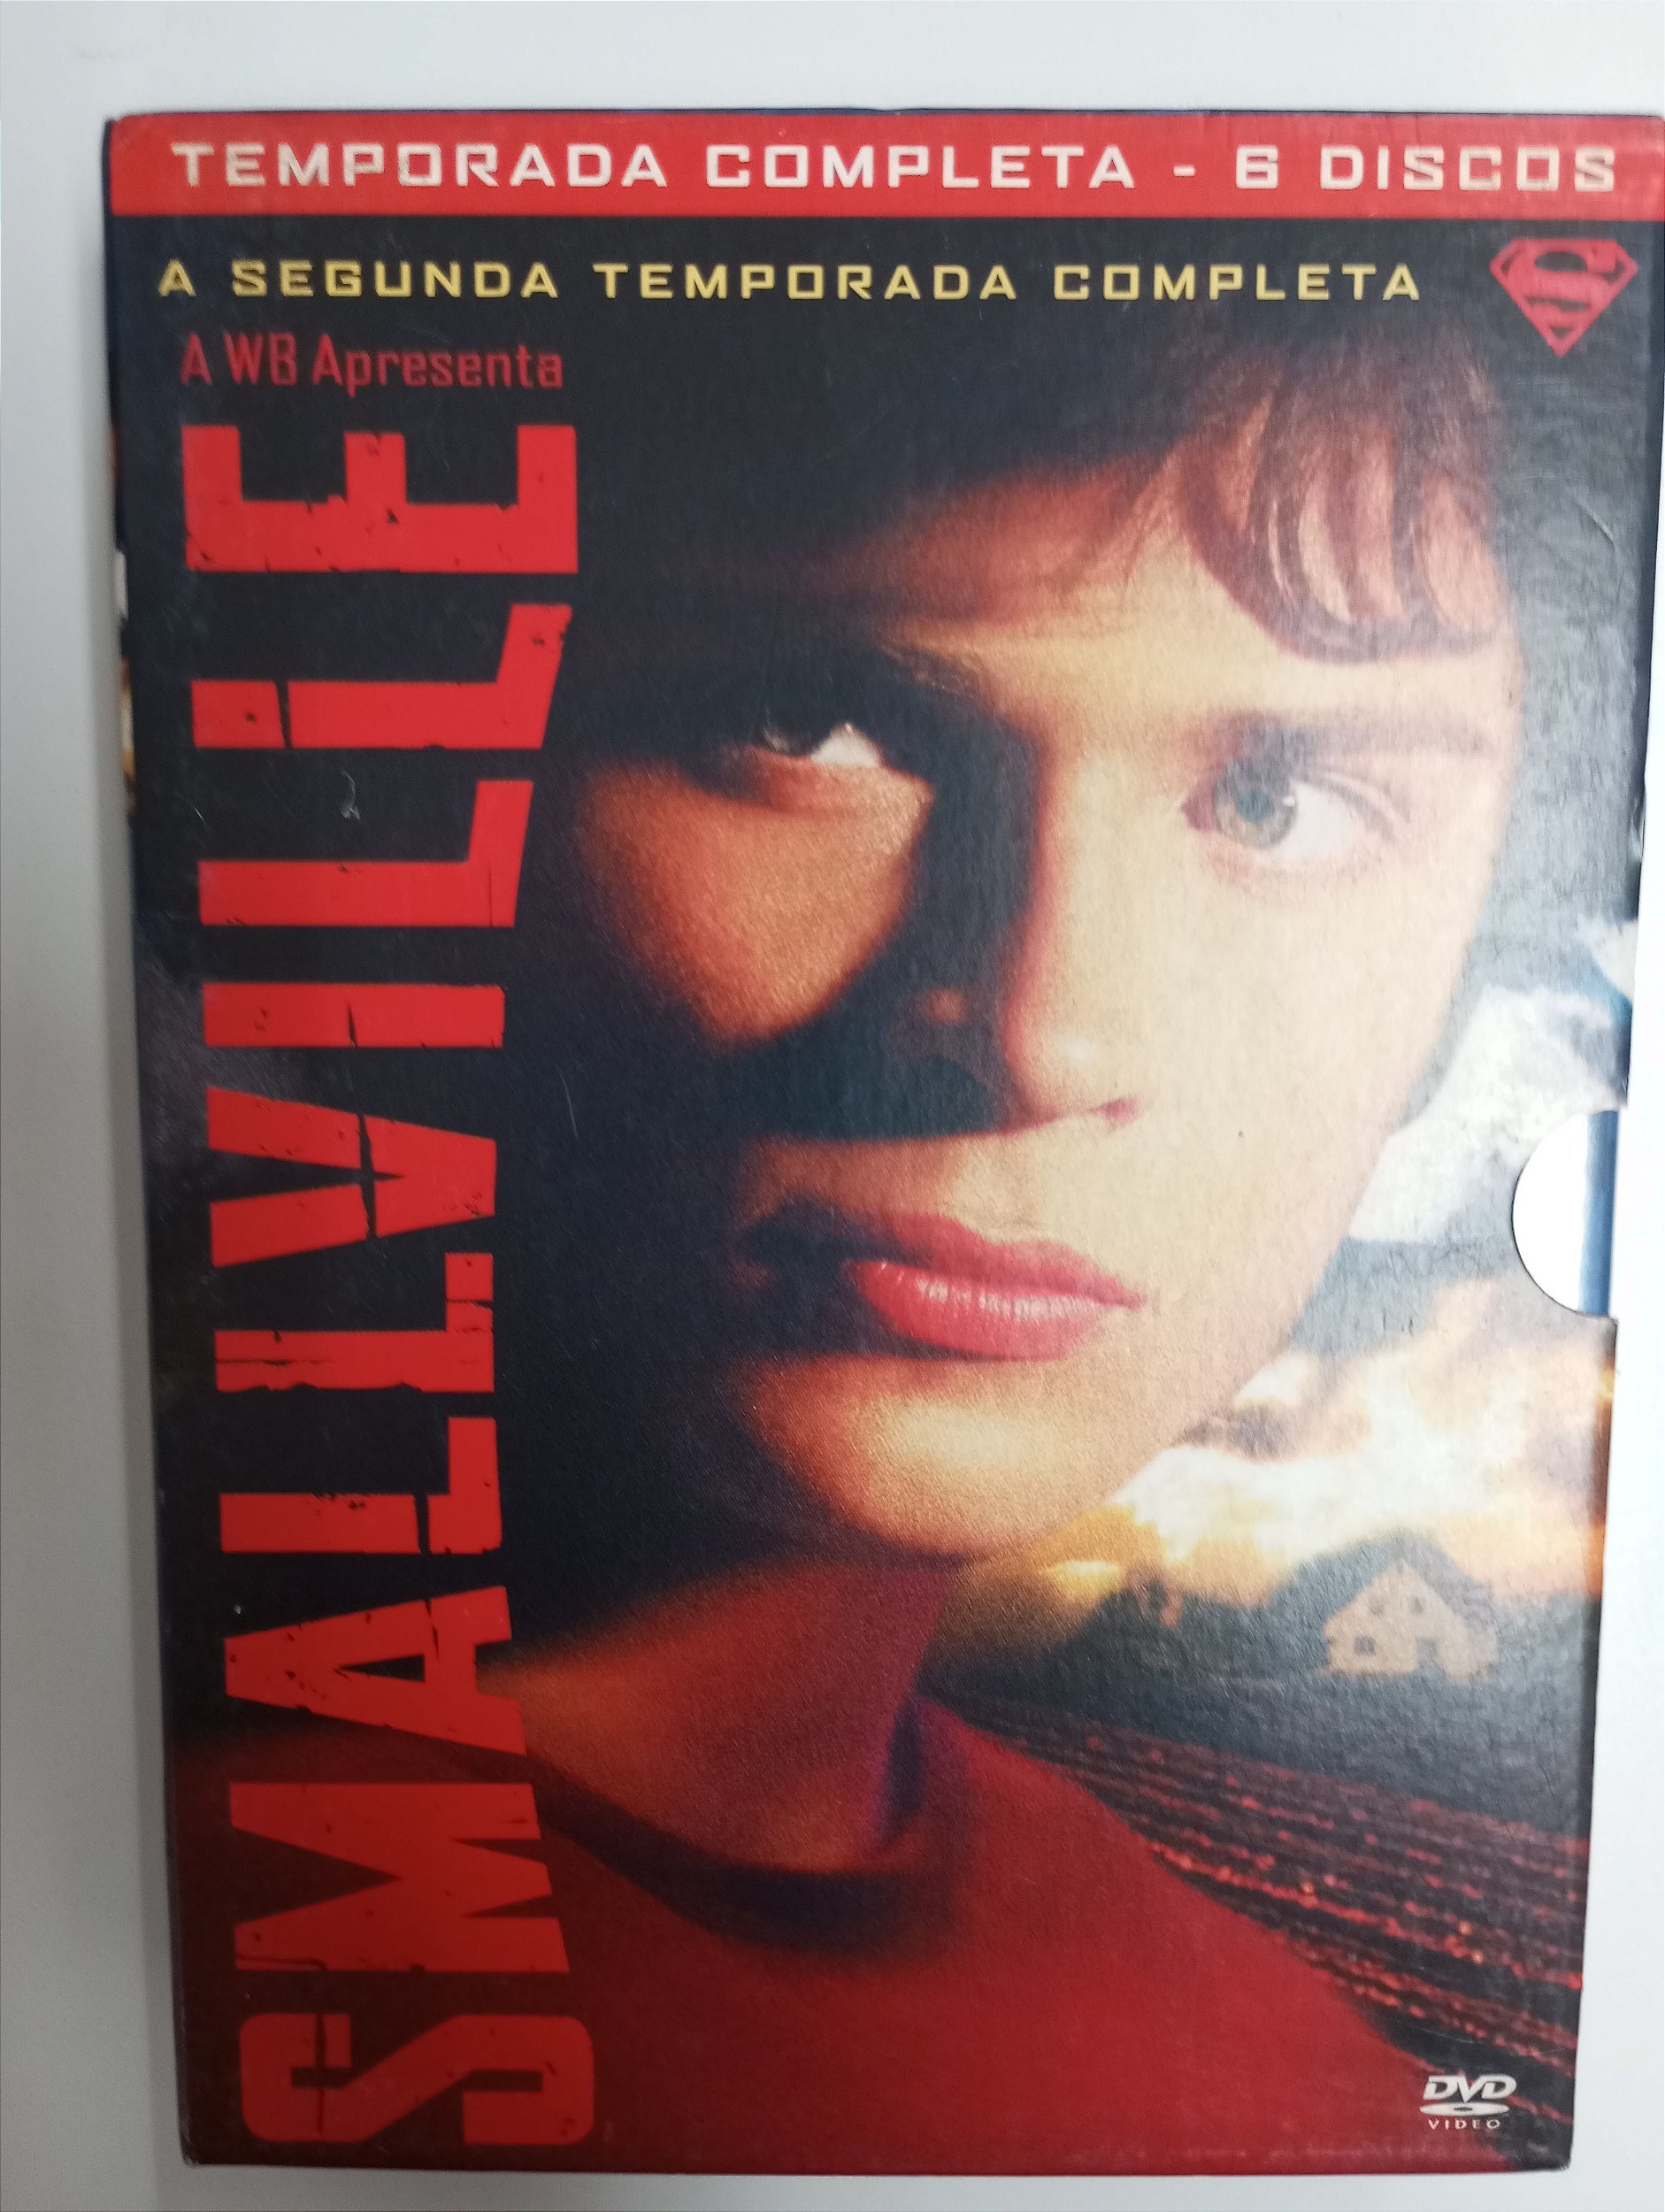 TEMPORADA COMPLETA - 6 DISCOS
A SEGUNDA TEMPORADA COMPLETA
S
A WB Apresenta
SMALLVILLE
DVD
VIDEO